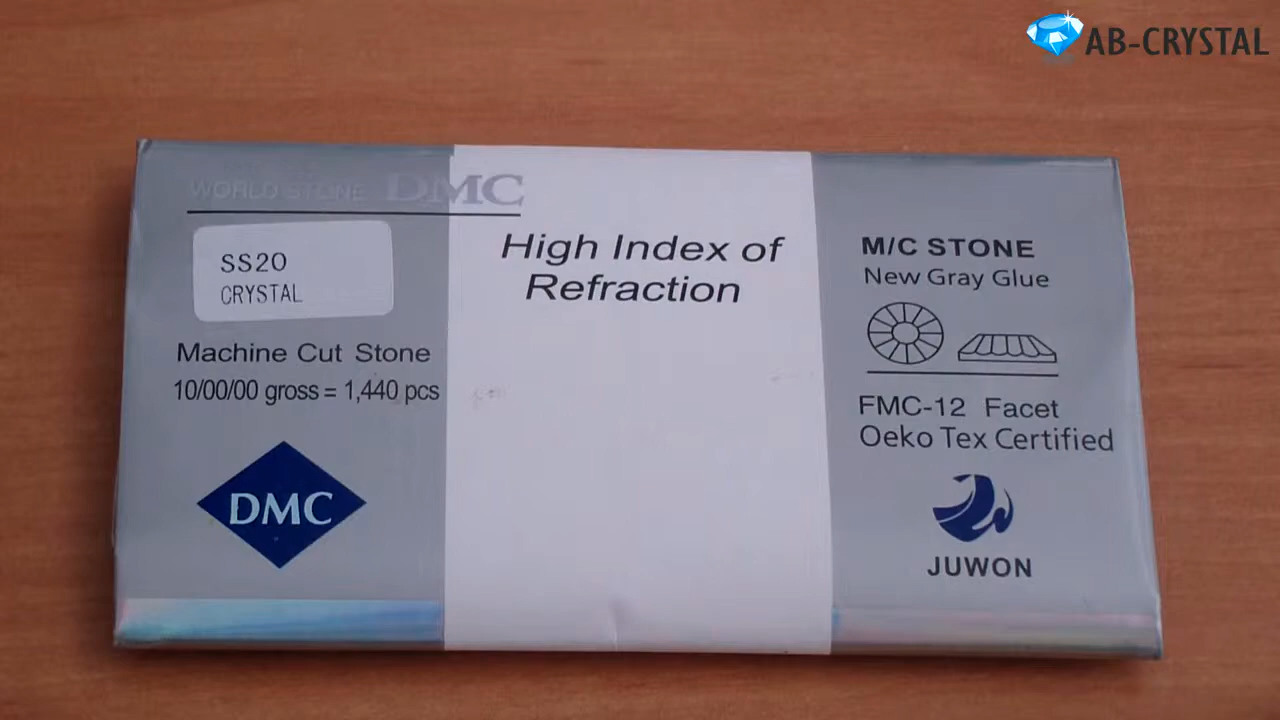 AB-CRYSTAL
WORLD STONE DMC
SS20
CRYSTAL
Machine Cut Stone
10/00/00 gross = 1,440 pcs
DMC
High Index of
Refraction
M/C STONE
New Gray Glue
FMC-12 Facet
Oeko Tex Certified
JUWON